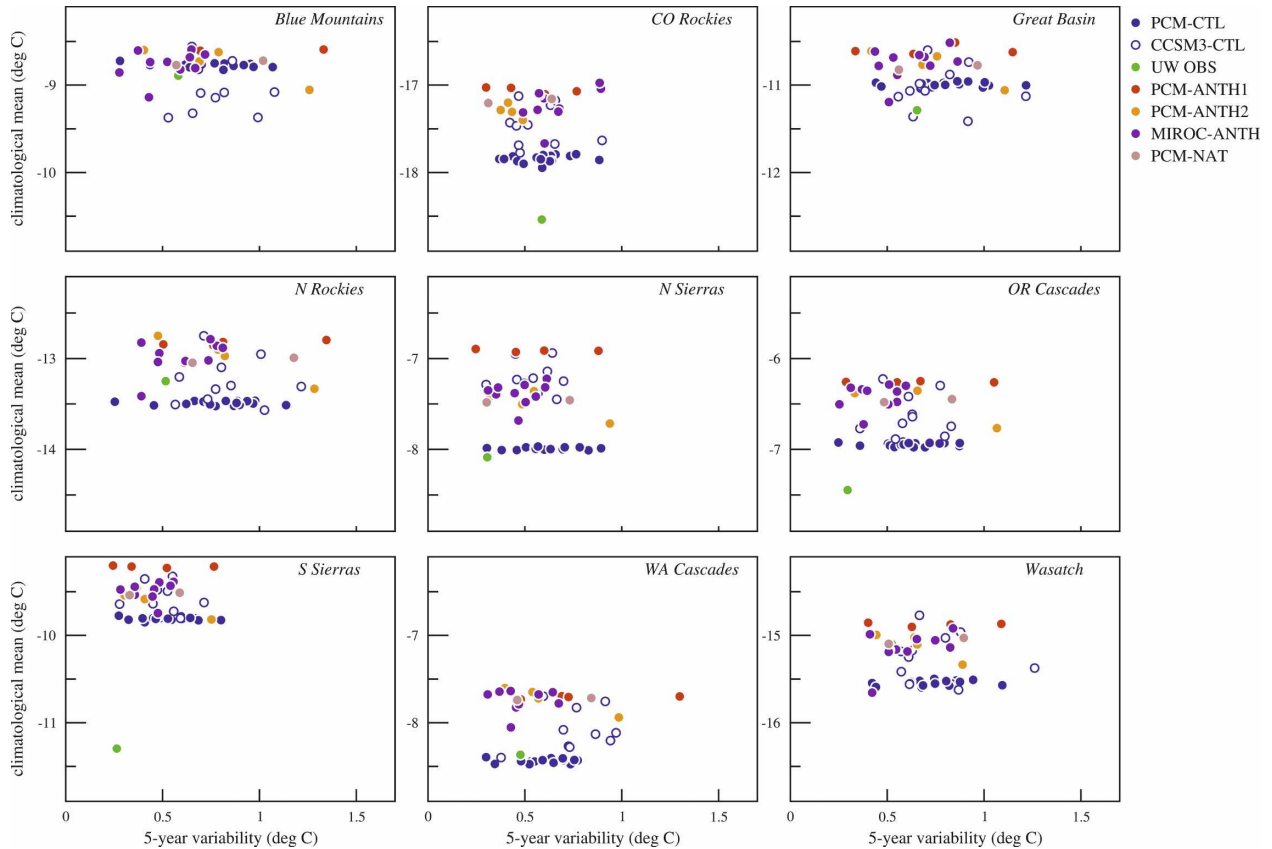 Blue Mountains
CO Rockies
Great Basin
PCM-CTL
CCSM3-CTL
UW OBS
PCM-ANTH1
PCM-ANTH2
MIROC-ANTH
PCM-NAT
climatological mean (deg C)
-9
-10
-17
-18
-11
-12
N Rockies
N Sierras
OR Cascades
climatological mean (deg C)
-13
-14
-7
-8
-6
-7
S Sierras
WA Cascades
Wasatch
climatological mean (deg C)
-10
-11
-7
-8
-15
-16
0 0.5 1 1.5
0 0.5 1 1.5
0 0.5 1 1.5
5-year variability (deg C)
5-year variability (deg C)
5-year variability (deg C)